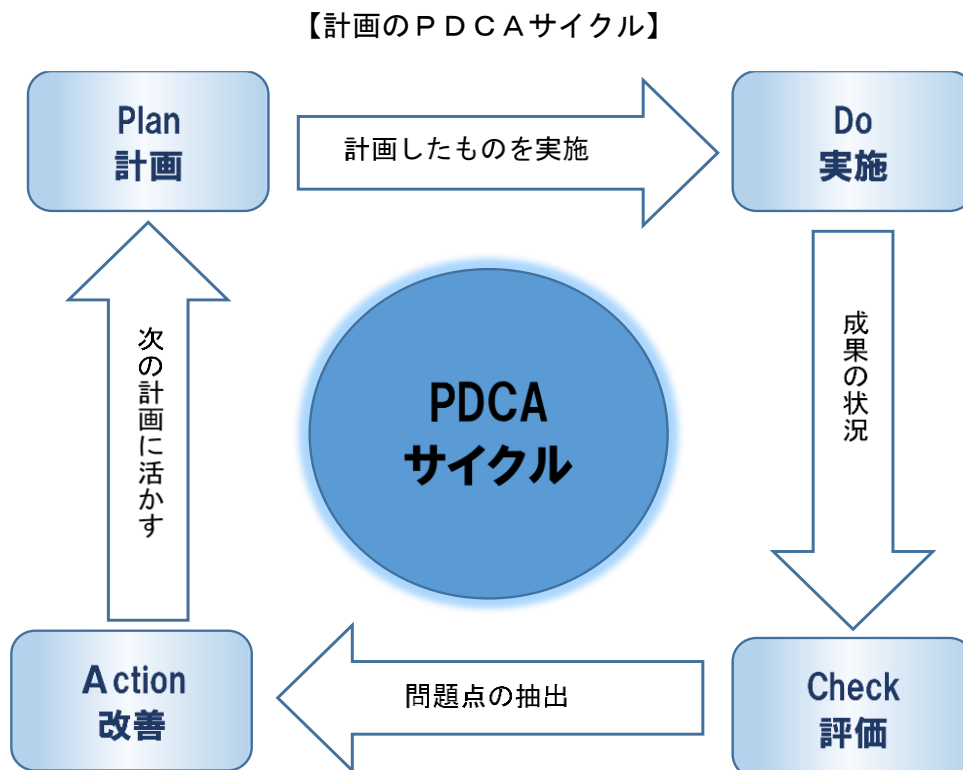 【計画のＰＤＣＡサイクル】
Plan
計画
計画したものを実施
Do
実施
成果の状況
Check
評価
問題点の抽出
Action
改善
次の計画に活かす
PDCA
サイクル